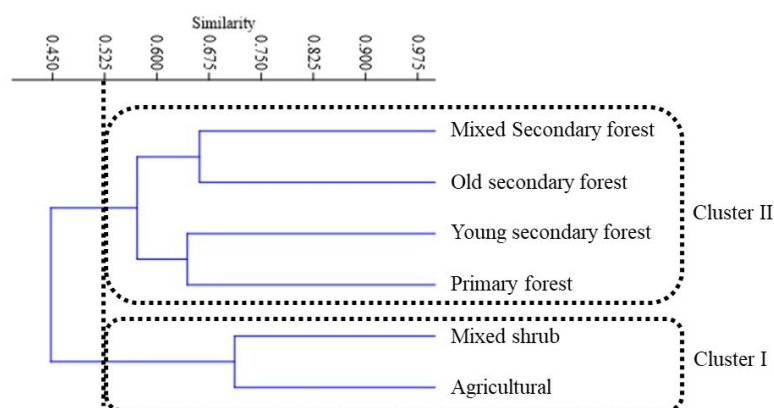 Similarity
0.450 0.525 0.600 0.675 0.750 0.825 0.900 0.975
Mixed Secondary forest
Old secondary forest
Cluster II
Young secondary forest
Primary forest
Mixed shrub
Cluster I
Agricultural